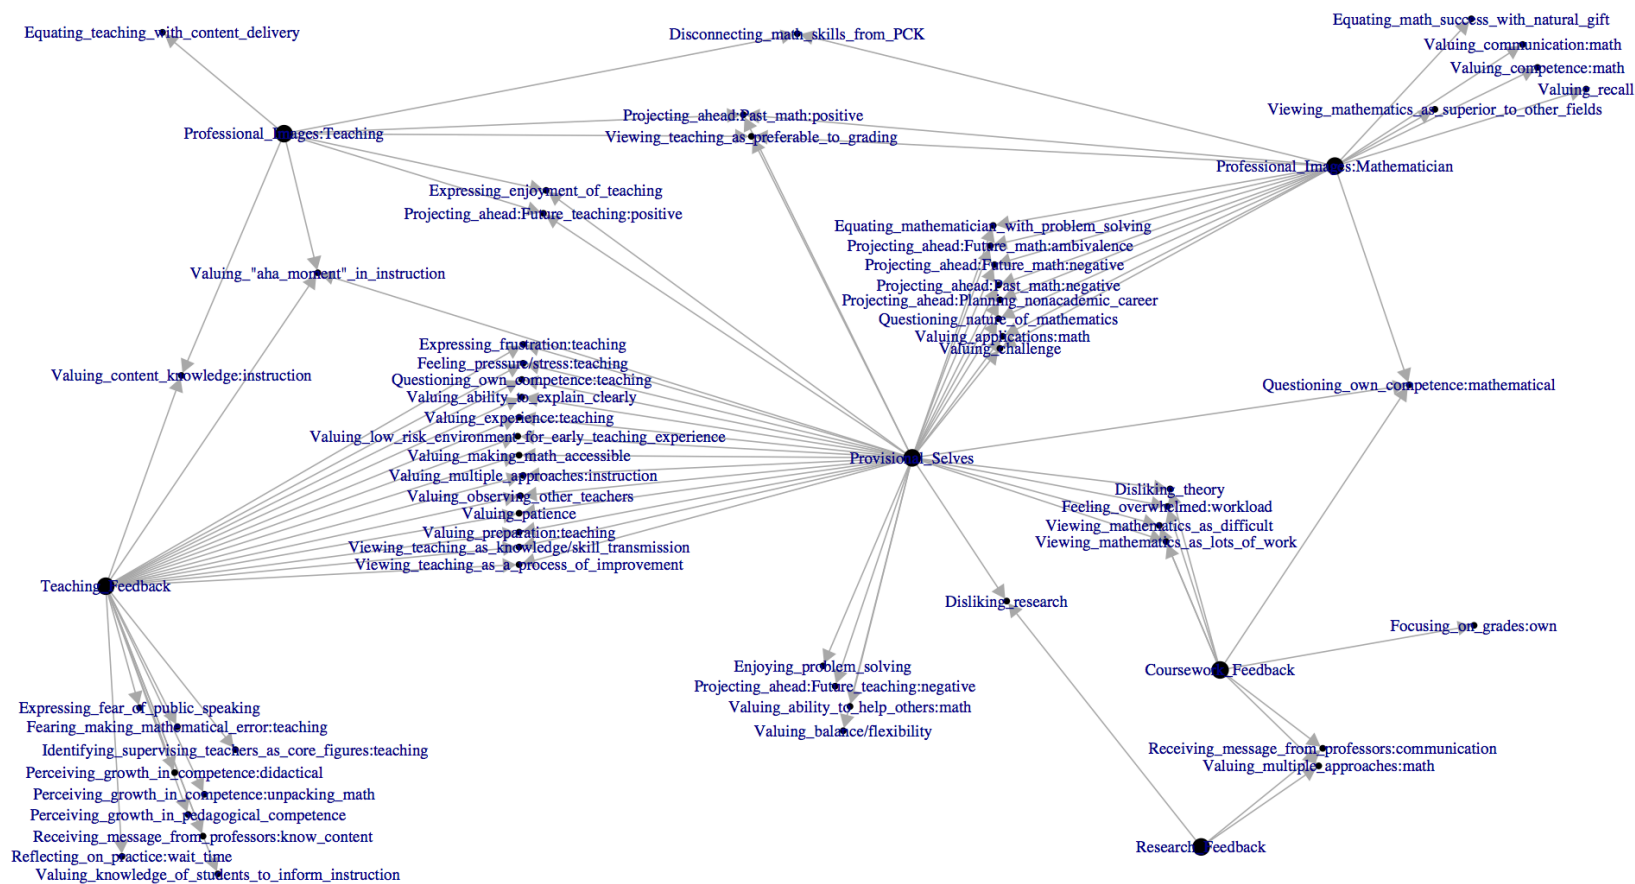 Equating_math_success_with_natural_gift
Equating_teaching_with_content_delivery
Disconnecting_math_skills_from_PCK
Valuing_communication:math
Valuing_competence:math
Valuing_recall
Viewing_mathematics_as_superior_to_other_fields
Projecting_ahead:Past_math:positive
Professional_Images:Teaching
Viewing_teaching_as_preferable_to_grading
Professional_Images:Mathematician
Expressing_enjoyment_of_teaching
Projecting_ahead:Future_teaching:positive
Equating_mathematician_with_problem_solving
Projecting_ahead:Future_math:ambivalence
Projecting_ahead:Future_math:negative
Valuing_"aha_moment"_in_instruction
Projecting_ahead:Past_math:negative
Projecting_ahead:Planning_nonacademic_career
Questioning_nature_of_mathematics
Valuing_applications:math
Valuing_challenge
Expressing_frustration:teaching
Feeling_pressure/stress:teaching
Valuing_content_knowledge:instruction
Questioning_own_competence:teaching
Questioning_own_competence:mathematical
Valuing_ability_to_explain_clearly
Valuing_experience:teaching
Valuing_low_risk_environment_for_early_teaching_experience
Valuing_making_math_accessible
Provisional_Selves
Valuing_multiple_approaches:instruction
Disliking_theory
Valuing_observing_other_teachers
Feeling_overwhelmed:workload
Valuing_patience
Viewing_mathematics_as_difficult
Valuing_preparation:teaching
Viewing_mathematics_as_lots_of_work
Viewing_teaching_as_knowledge/skill_transmission
Viewing_teaching_as_a_process_of_improvement
Teaching_Feedback
Disliking_research
Focusing_on_grades:own
Enjoying_problem_solving
Coursework_Feedback
Projecting_ahead:Future_teaching:negative
Valuing_ability_to_help_others:math
Expressing_fear_of_public_speaking
Fearing_making_mathematical_error:teaching
Valuing_balance/flexibility
Identifying_supervising_teachers_as_core_figures:teaching
Receiving_message_from_professors:communication
Valuing_multiple_approaches:math
Perceiving_growth_in_competence:didactical
Perceiving_growth_in_competence:unpacking_math
Perceiving_growth_in_pedagogical_competence
Receiving_message_from_professors:know_content
Research_Feedback
Reflecting_on_practice:wait_time
Valuing_knowledge_of_students_to_inform_instruction